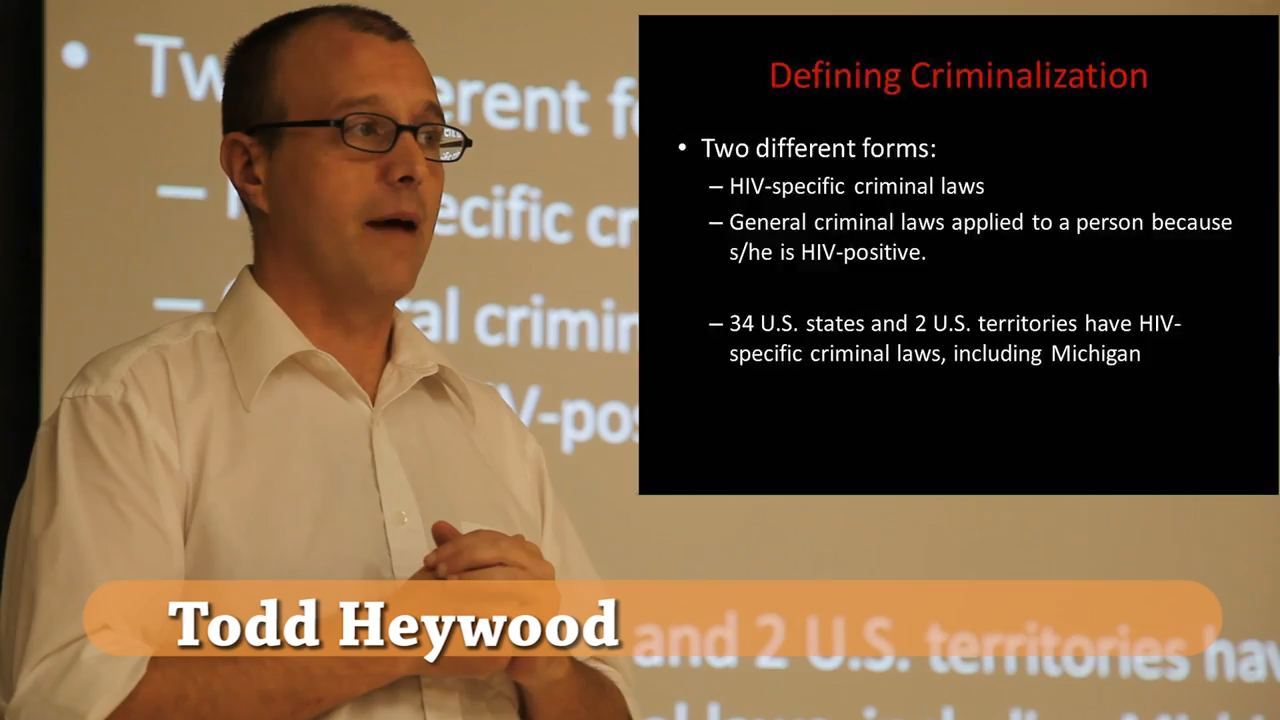 Defining Criminalization
• Two different forms:
– HIV-specific criminal laws
– General criminal laws applied to a person because
s/he is HIV-positive.
– 34 U.S. states and 2 U.S. territories have HIV-
specific criminal laws, including Michigan
Todd Heywood
and 2 U.S. territories